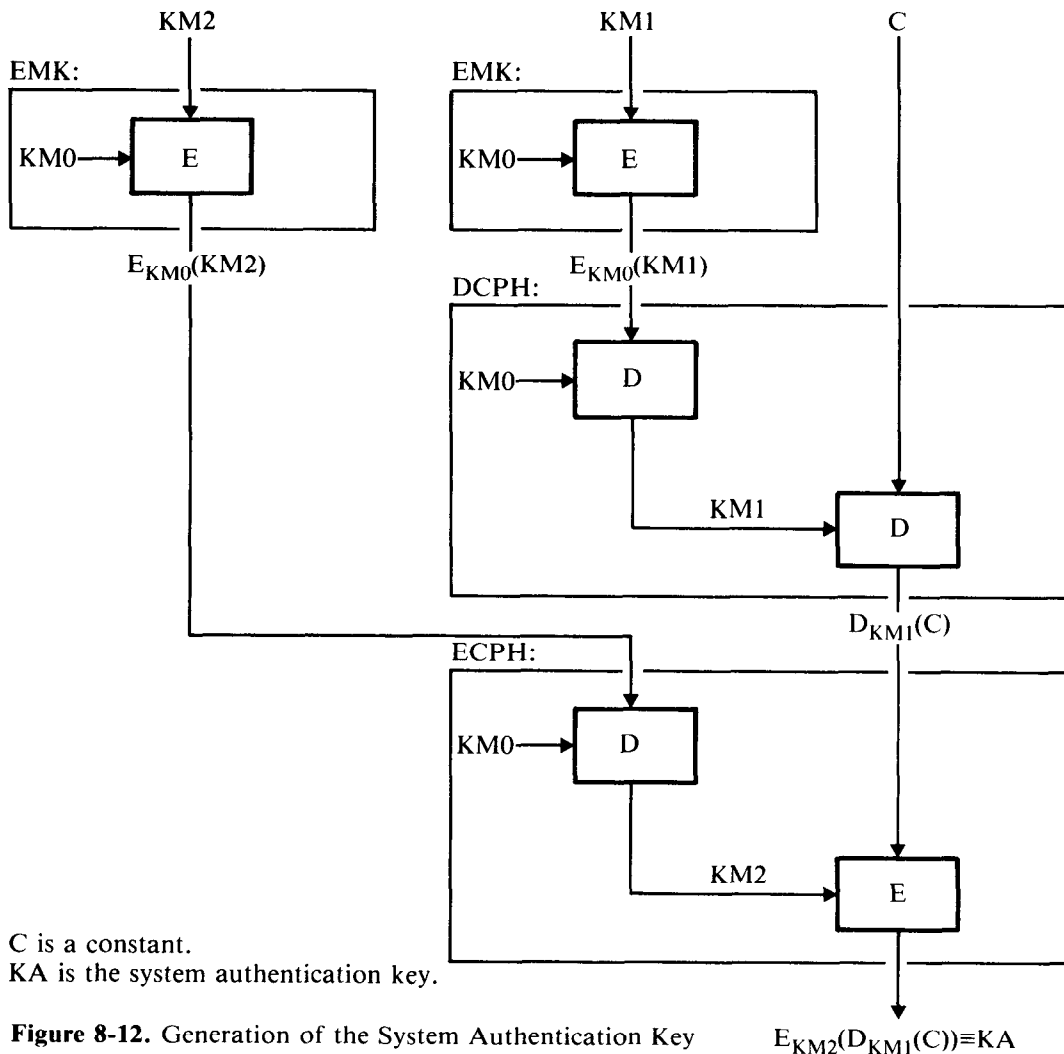 KM2 KM1 C
EMK: EMK:
KM0 E KM0 E
E_KM0(KM2) E_KM0(KM1)
DCPH:
KM0 D
KM1 D
D_KM1(C)
ECPH:
KM0 D
KM2 E
C is a constant.
KA is the system authentication key.
Figure 8-12. Generation of the System Authentication Key E_KM2(D_KM1(C))≡KA